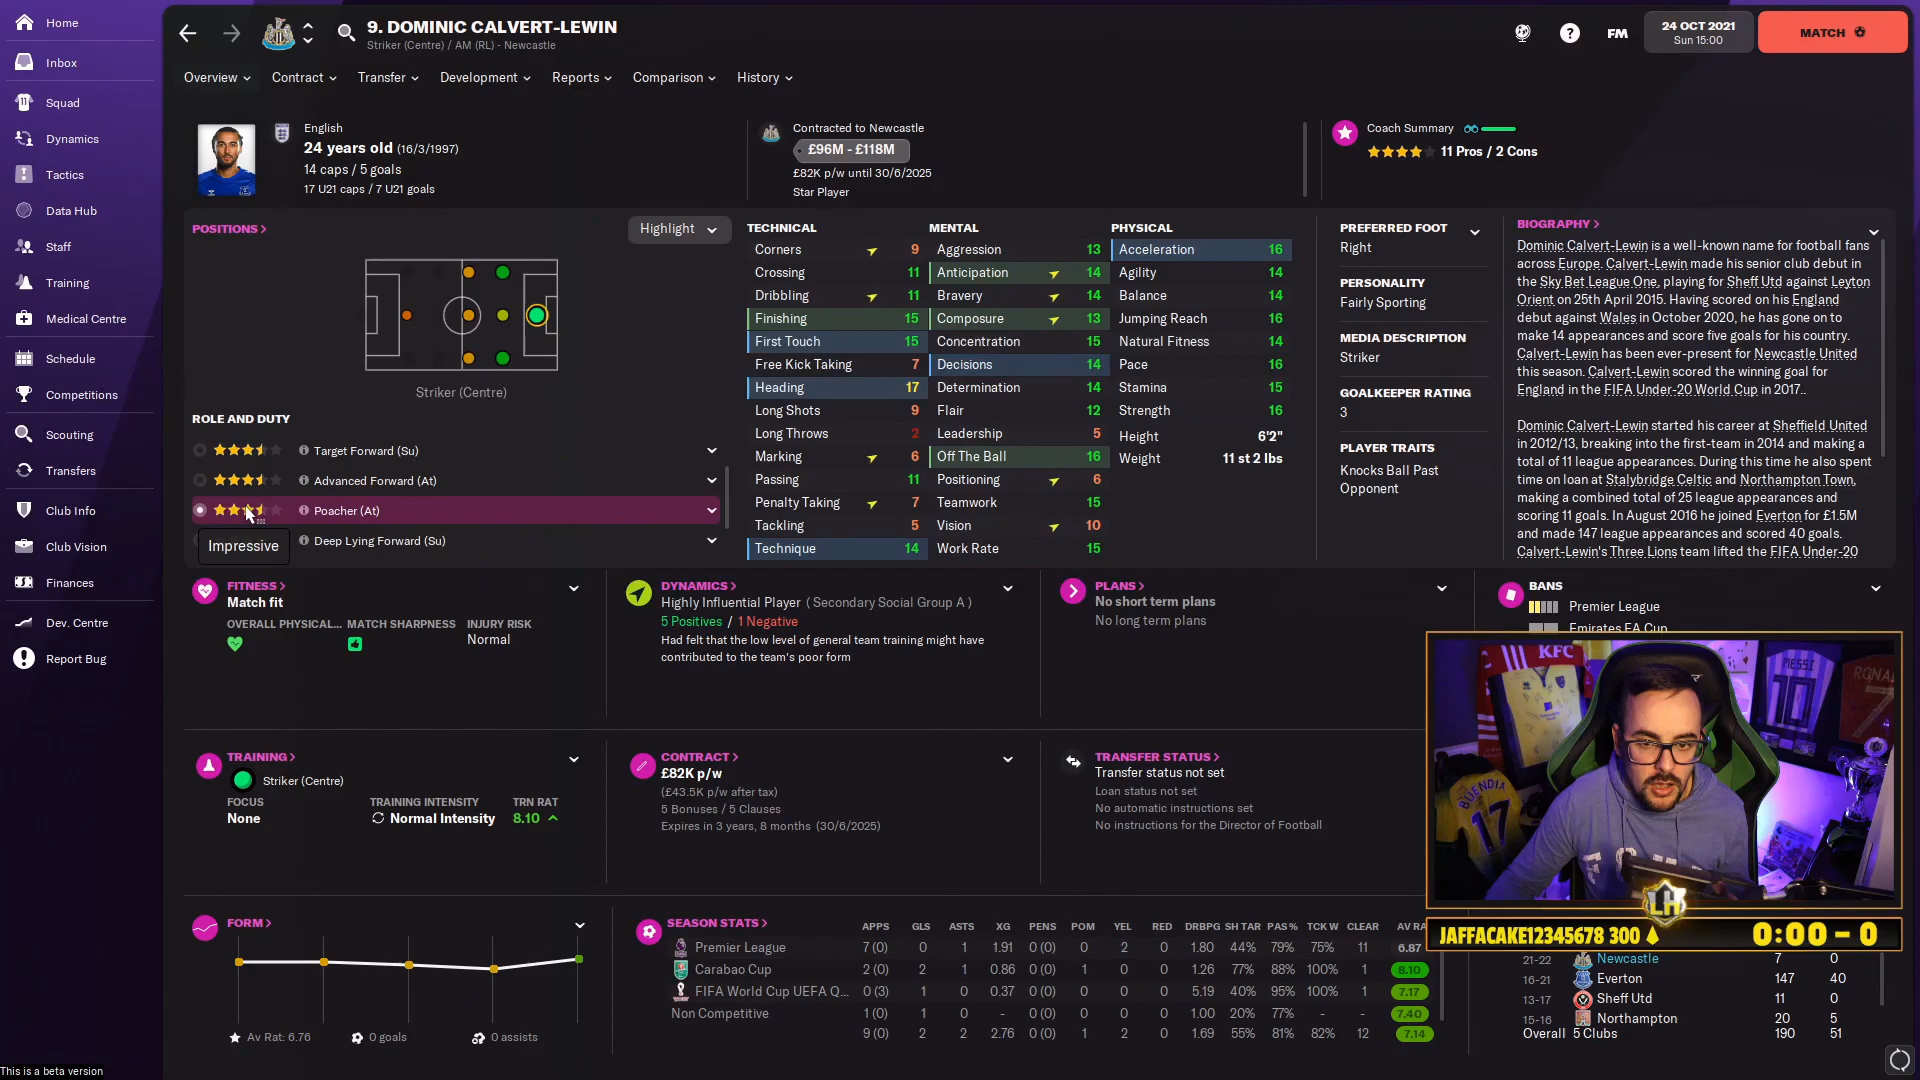 Home
Inbox
Squad
Dynamics
Tactics
Data Hub
Staff
Training
Medical Centre
Schedule
Competitions
Scouting
Transfers
Club Info
Club Vision
Finances
Dev. Centre
Report Bug
This is a beta version
9. DOMINIC CALVERT-LEWIN
Striker (Centre) / AM (RL) - Newcastle
FM
24 OCT 2021
Sun 15:00
MATCH
Overview Contract Transfer Development Reports Comparison History
English
24 years old (16/3/1997)
14 caps / 5 goals
17 U21 caps / 7 U21 goals
Contracted to Newcastle
£96M - £118M
£82K p/w until 30/6/2025
Star Player
Coach Summary
11 Pros / 2 Cons
POSITIONS >
Highlight
Striker (Centre)
ROLE AND DUTY
Target Forward (Su)
Advanced Forward (At)
Poacher (At)
Deep Lying Forward (Su)
Impressive
TECHNICAL
Corners 9
Crossing 11
Dribbling 11
Finishing 15
First Touch 15
Free Kick Taking 7
Heading 17
Long Shots 9
Long Throws 2
Marking 6
Passing 11
Penalty Taking 7
Tackling 5
Technique 14
MENTAL
Aggression 13
Anticipation 14
Bravery 14
Composure 13
Concentration 15
Decisions 14
Determination 14
Flair 12
Leadership 5
Off The Ball 16
Positioning 6
Teamwork 15
Vision 10
Work Rate 15
PHYSICAL
Acceleration 16
Agility 14
Balance 14
Jumping Reach 16
Natural Fitness 14
Pace 16
Stamina 15
Strength 16
Height 6'2"
Weight 11 st 2 lbs
PREFERRED FOOT
Right
PERSONALITY
Fairly Sporting
MEDIA DESCRIPTION
Striker
GOALKEEPER RATING
3
PLAYER TRAITS
Knocks Ball Past
Opponent
BIOGRAPHY >
Dominic Calvert-Lewin is a well-known name for football fans
across Europe. Calvert-Lewin made his senior club debut in
the Sky Bet League One, playing for Sheff Utd against Leyton
Orient on 25th April 2015. Having scored on his England
debut against Wales in October 2020, he has gone on to
make 14 appearances and score five goals for his country.
Calvert-Lewin has been ever-present for Newcastle United
this season. Calvert-Lewin scored the winning goal for
England in the FIFA Under-20 World Cup in 2017..
Dominic Calvert-Lewin started his career at Sheffield United
in 2012/13, breaking into the first-team in 2014 and making a
total of 11 league appearances. During this time he also spent
time on loan at Stalybridge Celtic and Northampton Town,
making a combined total of 25 league appearances and
scoring 11 goals. In August 2016 he joined Everton for £1.5M
and made 147 league appearances and scored 40 goals.
Calvert-Lewin's Three Lions team lifted the FIFA Under-20
FITNESS >
Match fit
OVERALL PHYSICAL... MATCH SHARPNESS INJURY RISK
Normal
DYNAMICS >
Highly Influential Player ( Secondary Social Group A )
5 Positives / 1 Negative
Had felt that the low level of general team training might have
contributed to the team's poor form
PLANS >
No short term plans
No long term plans
BANS
Premier League
Emirates FA Cup
TRAINING >
Striker (Centre)
FOCUS TRAINING INTENSITY TRN RAT
None Normal Intensity 8.10
CONTRACT >
£82K p/w
(£43.5K p/w after tax)
5 Bonuses / 5 Clauses
Expires in 3 years, 8 months (30/6/2025)
TRANSFER STATUS >
Transfer status not set
Loan status not set
No automatic instructions set
No instructions for the Director of Football
FORM >
Av Rat: 6.76 0 goals 0 assists
SEASON STATS > APPS GLS ASTS XG PENS POM YEL RED DRBPG SH TAR PAS % TCK W CLEAR AV RA
Premier League 7 (0) 0 1 1.91 0 (0) 0 2 0 1.80 44% 79% 75% 11 6.87
Carabao Cup 2 (0) 2 1 0.86 0 (0) 1 0 0 1.26 77% 88% 100% 1 8.10
FIFA World Cup UEFA Q... 0 (3) 1 0 0.37 0 (0) 0 0 0 5.19 40% 95% 100% 1 7.17
Non Competitive 1 (0) 1 0 - 0 (0) 0 0 0 1.00 20% 77% - - 7.40
9 (0) 2 2 2.76 0 (0) 1 2 0 1.69 55% 81% 82% 12 7.14
KFC
MESSI
10
RONA
7
BUENDIA
17
LH
JAFFACAKE12345678 300 0:00 - 0
21-22 Newcastle 7 0
16-21 Everton 147 40
13-17 Sheff Utd 11 0
15-16 Northampton 20 5
Overall 5 Clubs 190 51